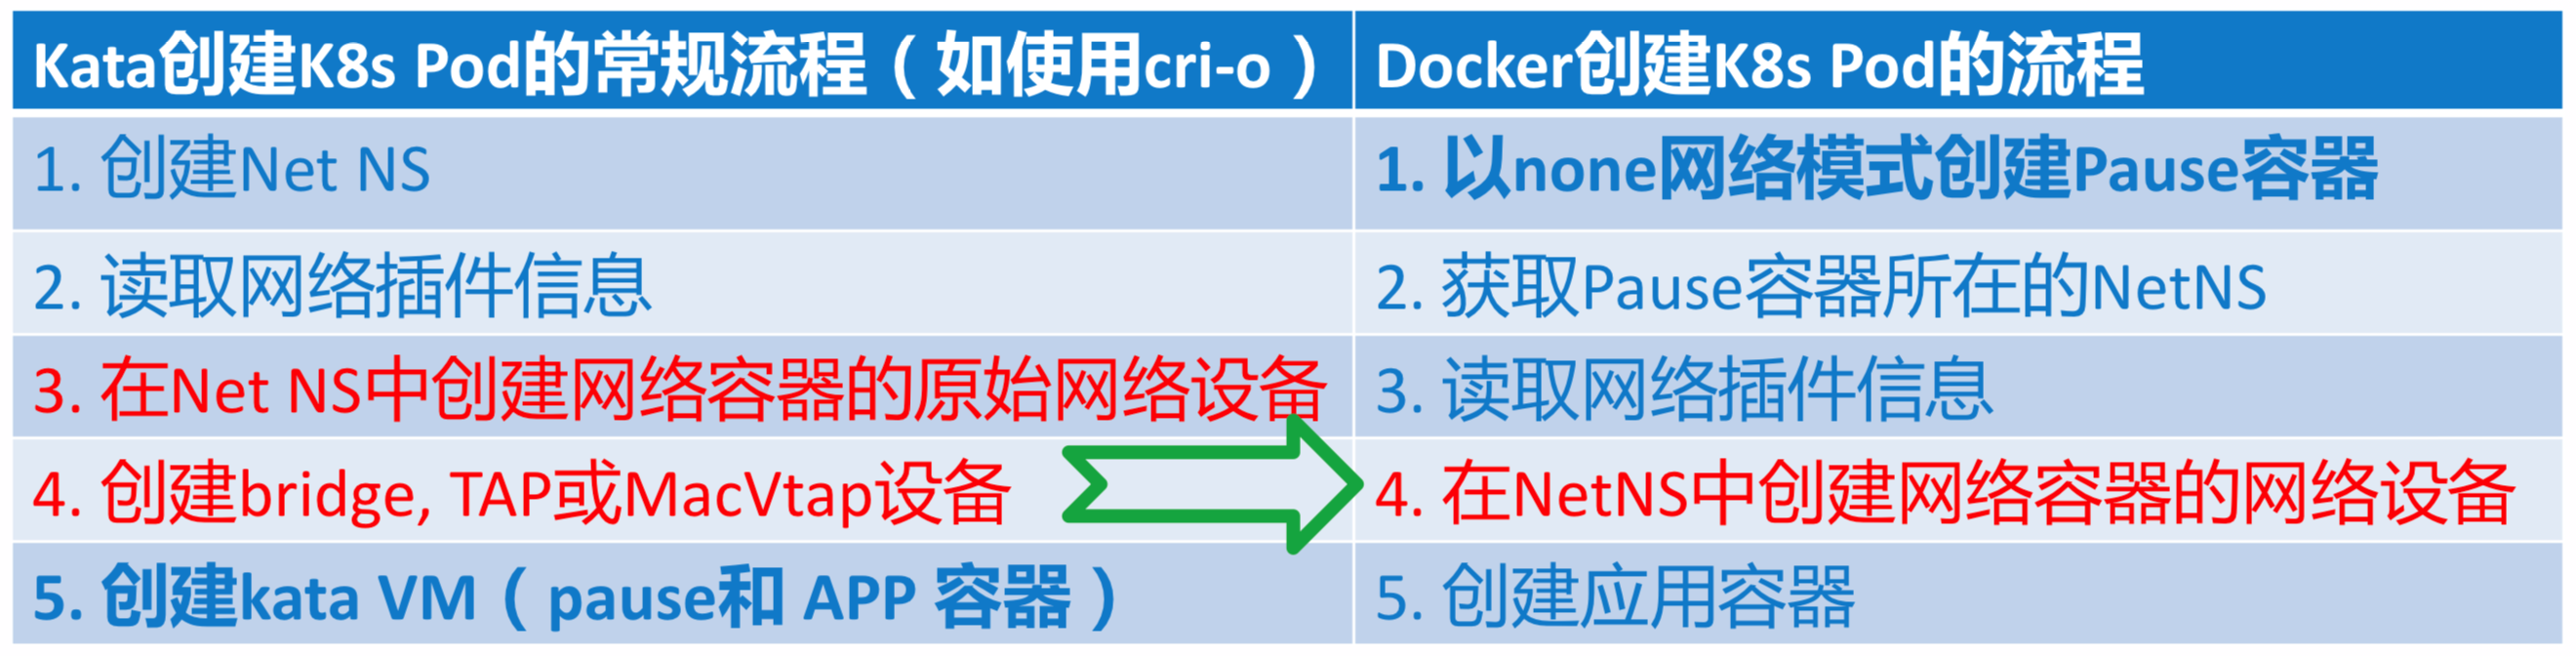 Kata创建K8s Pod的常规流程（如使用cri-o）
Docker创建K8s Pod的流程
1. 创建Net NS
1. 以none网络模式创建Pause容器
2. 读取网络插件信息
2. 获取Pause容器所在的NetNS
3. 在Net NS中创建网络容器的原始网络设备
3. 读取网络插件信息
4. 创建bridge, TAP或MacVtap设备
4. 在NetNS中创建网络容器的网络设备
5. 创建kata VM（pause和 APP 容器）
5. 创建应用容器